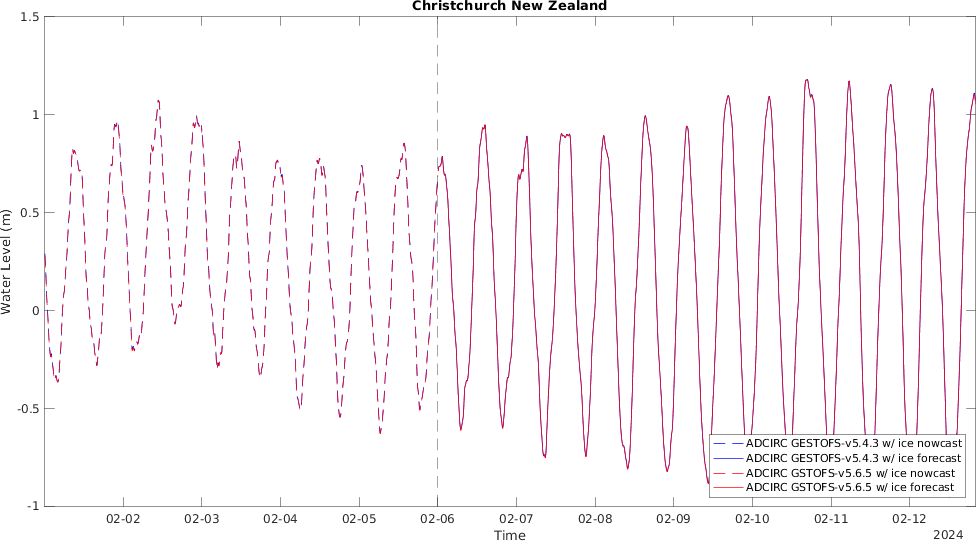 Christchurch New Zealand
1.5
1
0.5
0
-0.5
-1
Water Level (m)
ADCIRC GESTOFS-v5.4.3 w/ ice nowcast
ADCIRC GESTOFS-v5.4.3 w/ ice forecast
ADCIRC GSTOFS-v5.6.5 w/ ice nowcast
ADCIRC GSTOFS-v5.6.5 w/ ice forecast
02-02 02-03 02-04 02-05 02-06 02-07 02-08 02-09 02-10 02-11 02-12
Time
2024